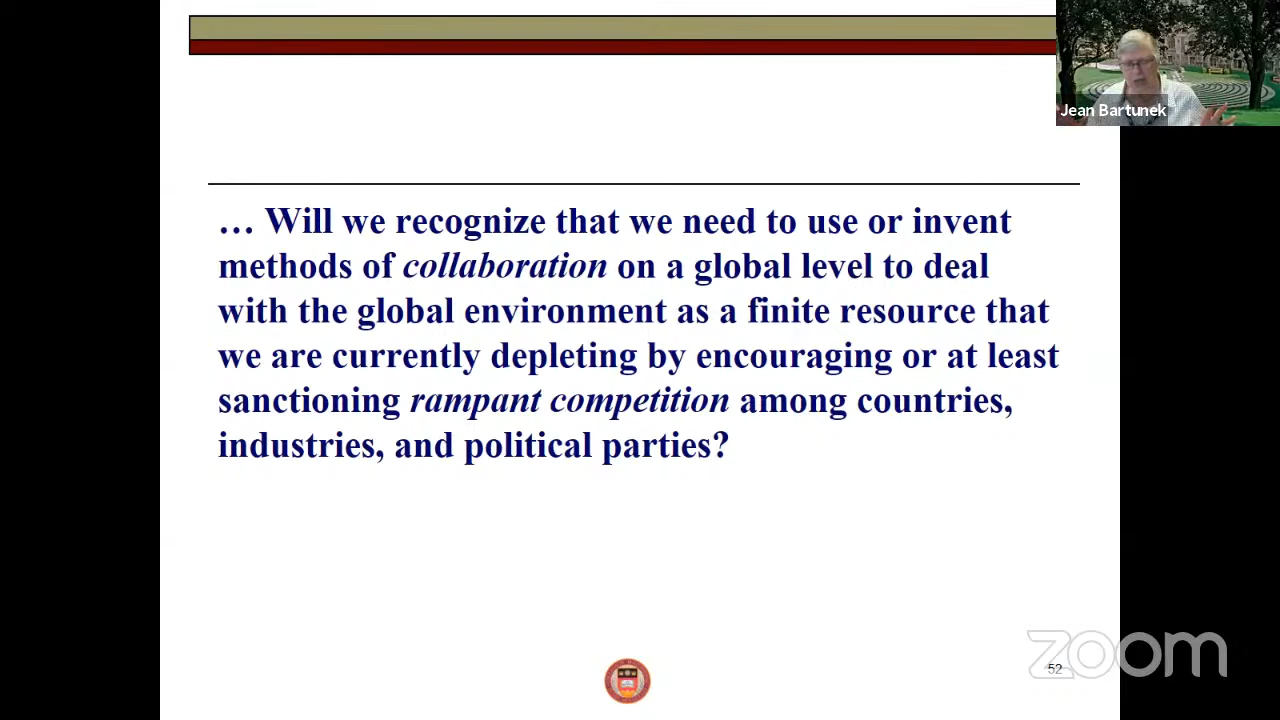 Jean Bartunek
… Will we recognize that we need to use or invent
methods of collaboration on a global level to deal
with the global environment as a finite resource that
we are currently depleting by encouraging or at least
sanctioning rampant competition among countries,
industries, and political parties?
zoom
52